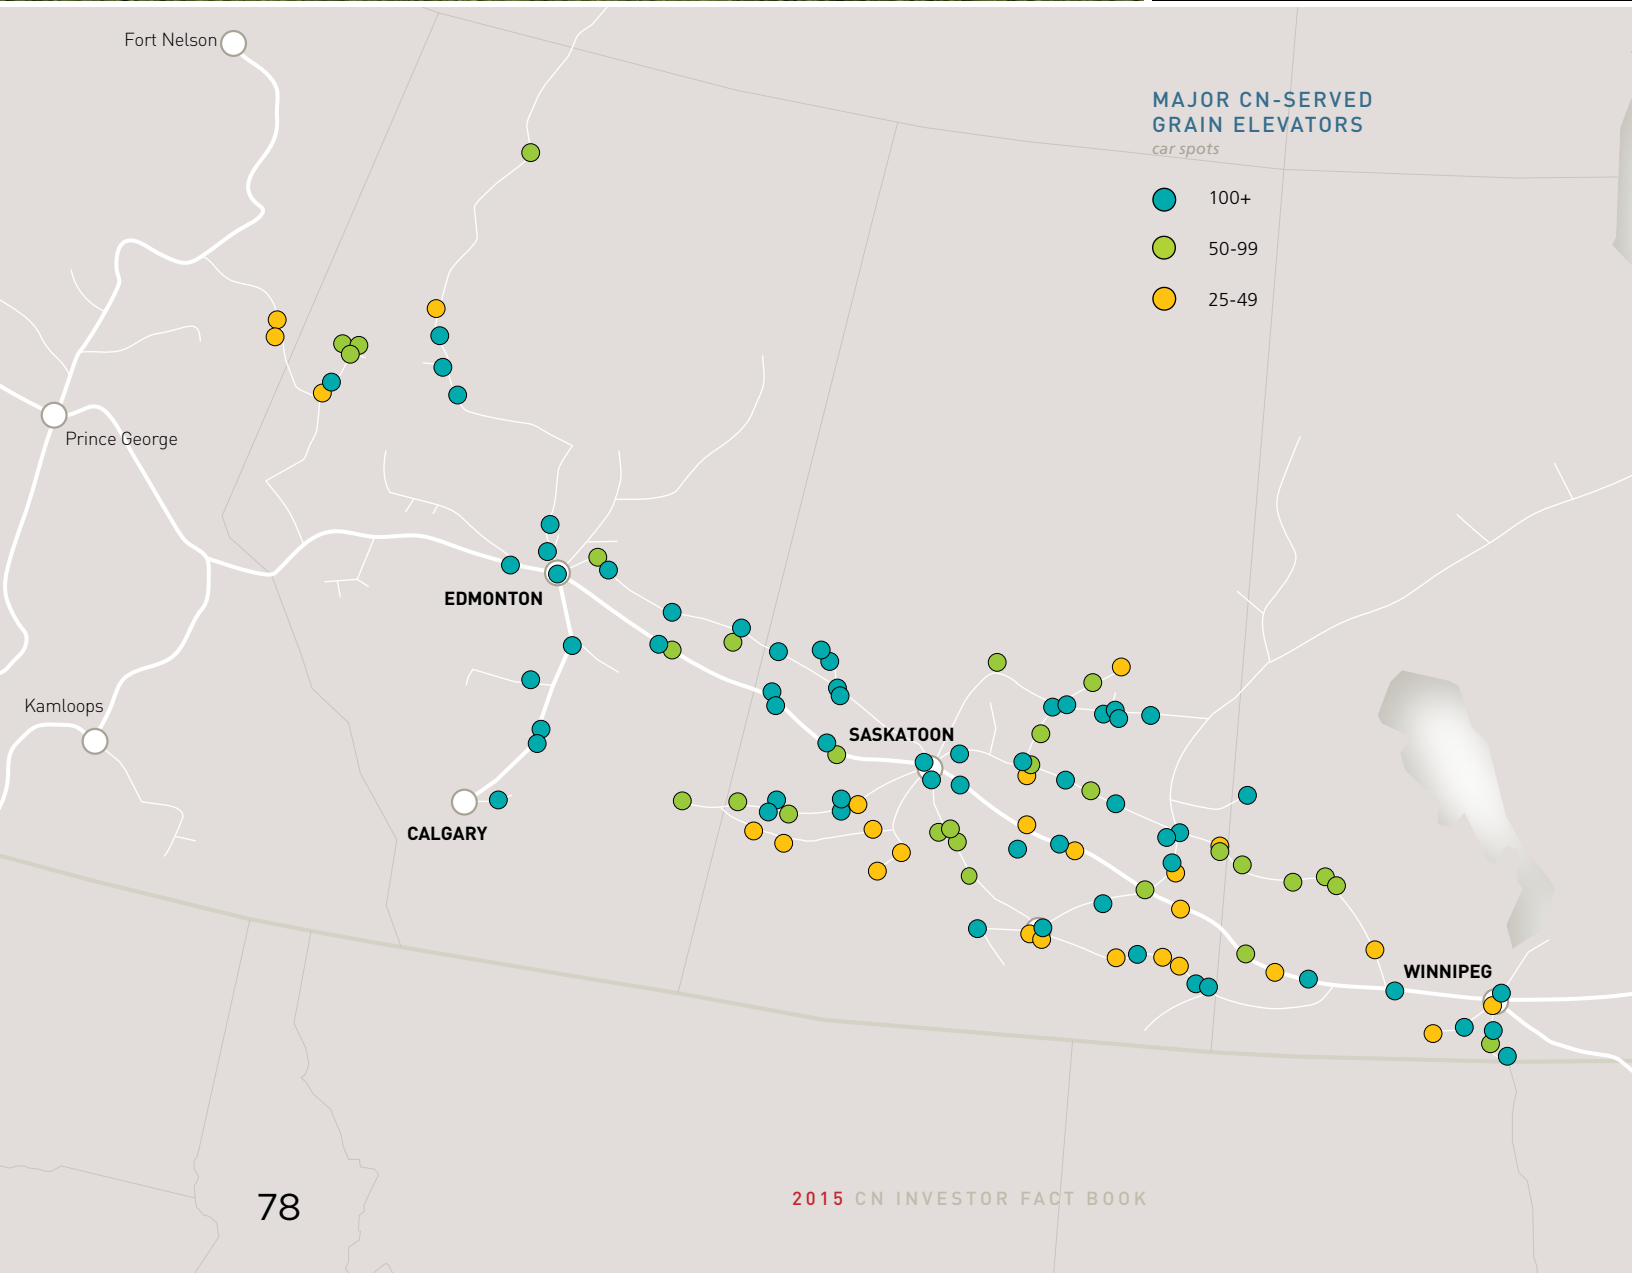 Fort Nelson
MAJOR CN-SERVED
GRAIN ELEVATORS
car spots
100+
50-99
25-49
Prince George
EDMONTON
Kamloops
SASKATOON
CALGARY
WINNIPEG
78
2015 CN INVESTOR FACT BOOK